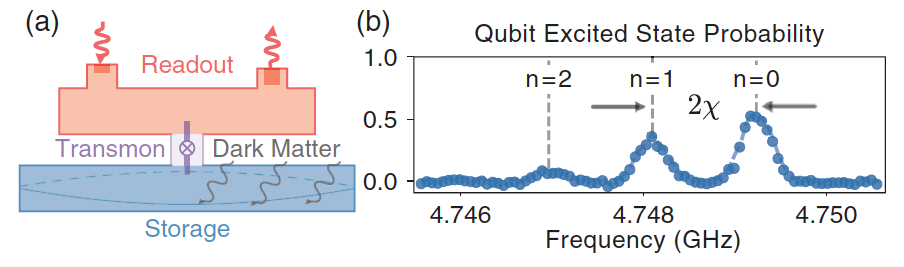 (a)
Readout
Transmon
Dark Matter
Storage
(b)
Qubit Excited State Probability
1.0
0.5
0.0
n=2
n=1
n=0
2χ
4.746
4.748
4.750
Frequency (GHz)